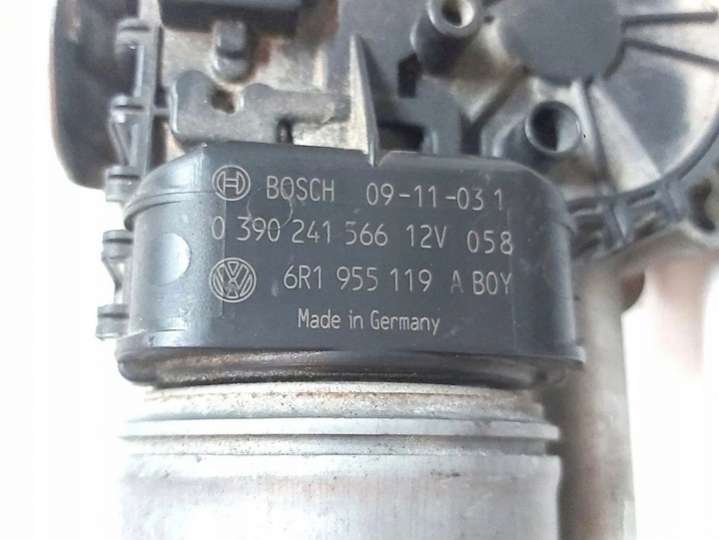 BOSCH 09-11-03 1
0 390 241 566 12V 058
6R1 955 119 A BOY
Made in Germany